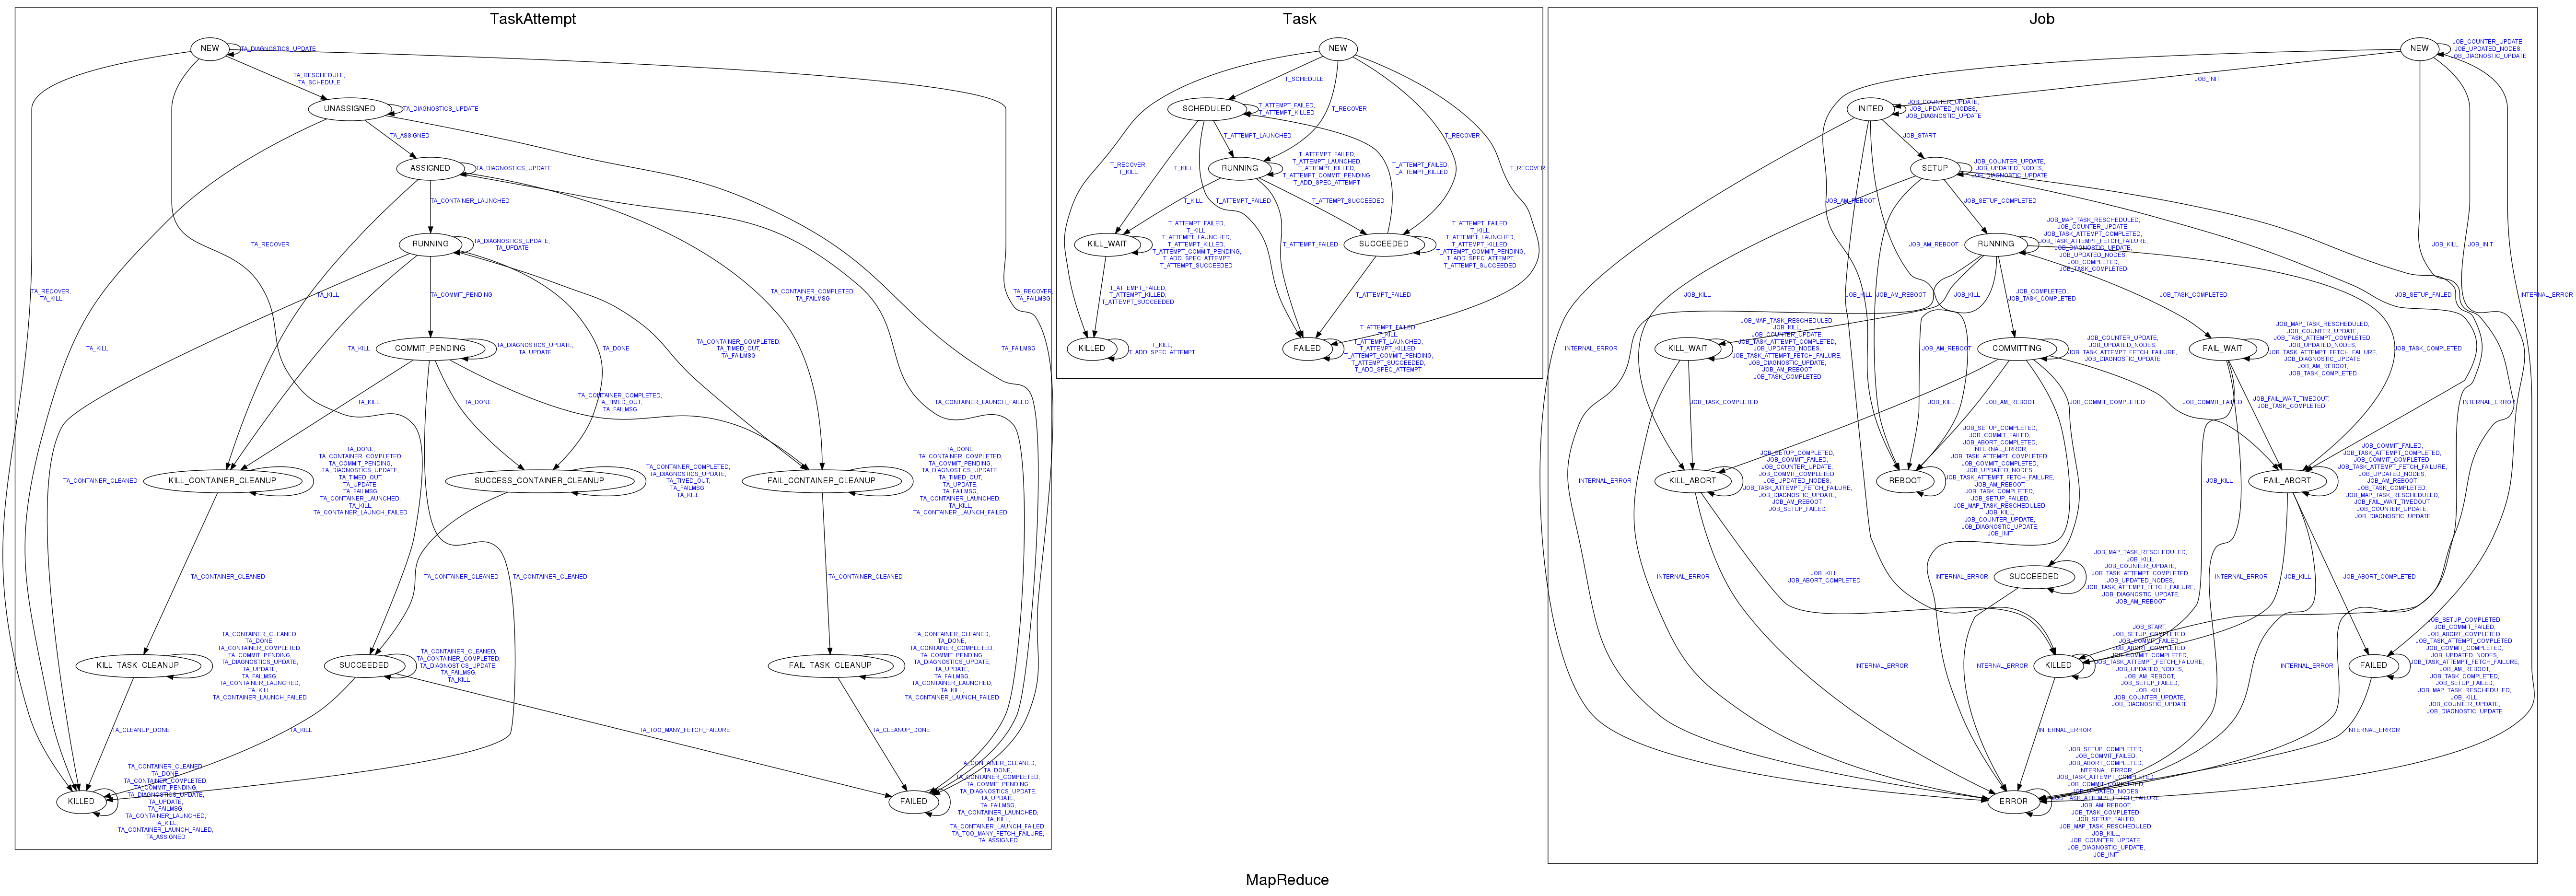 TaskAttempt
NEW
TA_DIAGNOSTICS_UPDATE
TA_RESCHEDULE,
TA_SCHEDULE
UNASSIGNED
TA_DIAGNOSTICS_UPDATE
TA_ASSIGNED
ASSIGNED
TA_DIAGNOSTICS_UPDATE
TA_CONTAINER_LAUNCHED
TA_RECOVER
RUNNING
TA_DIAGNOSTICS_UPDATE,
TA_UPDATE
TA_RECOVER,
TA_KILL
TA_KILL
TA_COMMIT_PENDING
TA_CONTAINER_COMPLETED,
TA_FAILMSG
TA_RECOVER,
TA_FAILMSG
TA_KILL
TA_KILL
COMMIT_PENDING
TA_DIAGNOSTICS_UPDATE,
TA_UPDATE
TA_DONE
TA_CONTAINER_COMPLETED,
TA_TIMED_OUT,
TA_FAILMSG
TA_FAILMSG
TA_KILL
TA_DONE
TA_CONTAINER_COMPLETED,
TA_TIMED_OUT,
TA_FAILMSG
TA_CONTAINER_LAUNCH_FAILED
TA_CONTAINER_CLEANED
KILL_CONTAINER_CLEANUP
TA_DONE,
TA_CONTAINER_COMPLETED,
TA_COMMIT_PENDING,
TA_DIAGNOSTICS_UPDATE,
TA_TIMED_OUT,
TA_UPDATE,
TA_FAILMSG,
TA_CONTAINER_LAUNCHED,
TA_KILL,
TA_CONTAINER_LAUNCH_FAILED
SUCCESS_CONTAINER_CLEANUP
TA_CONTAINER_COMPLETED,
TA_DIAGNOSTICS_UPDATE,
TA_TIMED_OUT,
TA_FAILMSG,
TA_KILL
FAIL_CONTAINER_CLEANUP
TA_DONE,
TA_CONTAINER_COMPLETED,
TA_COMMIT_PENDING,
TA_DIAGNOSTICS_UPDATE,
TA_TIMED_OUT,
TA_UPDATE,
TA_FAILMSG,
TA_CONTAINER_LAUNCHED,
TA_KILL,
TA_CONTAINER_LAUNCH_FAILED
TA_CONTAINER_CLEANED
TA_CONTAINER_CLEANED
TA_CONTAINER_CLEANED
TA_CONTAINER_CLEANED
KILL_TASK_CLEANUP
TA_CONTAINER_CLEANED,
TA_DONE,
TA_CONTAINER_COMPLETED,
TA_COMMIT_PENDING,
TA_DIAGNOSTICS_UPDATE,
TA_UPDATE,
TA_FAILMSG,
TA_CONTAINER_LAUNCHED,
TA_KILL,
TA_CONTAINER_LAUNCH_FAILED
SUCCEEDED
TA_CONTAINER_CLEANED,
TA_CONTAINER_COMPLETED,
TA_DIAGNOSTICS_UPDATE,
TA_FAILMSG,
TA_KILL
FAIL_TASK_CLEANUP
TA_CONTAINER_CLEANED,
TA_DONE,
TA_CONTAINER_COMPLETED,
TA_COMMIT_PENDING,
TA_DIAGNOSTICS_UPDATE,
TA_UPDATE,
TA_FAILMSG,
TA_CONTAINER_LAUNCHED,
TA_KILL,
TA_CONTAINER_LAUNCH_FAILED
TA_CLEANUP_DONE
TA_KILL
TA_TOO_MANY_FETCH_FAILURE
TA_CLEANUP_DONE
KILLED
TA_CONTAINER_CLEANED,
TA_DONE,
TA_CONTAINER_COMPLETED,
TA_COMMIT_PENDING,
TA_DIAGNOSTICS_UPDATE,
TA_UPDATE,
TA_FAILMSG,
TA_CONTAINER_LAUNCHED,
TA_KILL,
TA_CONTAINER_LAUNCH_FAILED,
TA_ASSIGNED
FAILED
TA_CONTAINER_CLEANED,
TA_DONE,
TA_CONTAINER_COMPLETED,
TA_COMMIT_PENDING,
TA_DIAGNOSTICS_UPDATE,
TA_UPDATE,
TA_FAILMSG,
TA_CONTAINER_LAUNCHED,
TA_KILL,
TA_CONTAINER_LAUNCH_FAILED,
TA_TOO_MANY_FETCH_FAILURE,
TA_ASSIGNED
Task
NEW
T_SCHEDULE
SCHEDULED
T_ATTEMPT_FAILED,
T_ATTEMPT_KILLED
T_RECOVER
T_ATTEMPT_LAUNCHED
T_RECOVER
T_RECOVER,
T_KILL
T_KILL
RUNNING
T_ATTEMPT_FAILED,
T_ATTEMPT_LAUNCHED,
T_ATTEMPT_KILLED,
T_ATTEMPT_COMMIT_PENDING,
T_ADD_SPEC_ATTEMPT
T_ATTEMPT_FAILED,
T_ATTEMPT_KILLED
T_RECOVER
T_KILL
T_ATTEMPT_FAILED
T_ATTEMPT_SUCCEEDED
KILL_WAIT
T_ATTEMPT_FAILED,
T_KILL,
T_ATTEMPT_LAUNCHED,
T_ATTEMPT_KILLED,
T_ATTEMPT_COMMIT_PENDING,
T_ADD_SPEC_ATTEMPT,
T_ATTEMPT_SUCCEEDED
T_ATTEMPT_FAILED
SUCCEEDED
T_ATTEMPT_FAILED,
T_KILL,
T_ATTEMPT_LAUNCHED,
T_ATTEMPT_KILLED,
T_ATTEMPT_COMMIT_PENDING,
T_ADD_SPEC_ATTEMPT,
T_ATTEMPT_SUCCEEDED
T_ATTEMPT_FAILED,
T_ATTEMPT_KILLED,
T_ATTEMPT_SUCCEEDED
T_ATTEMPT_FAILED
KILLED
T_KILL,
T_ADD_SPEC_ATTEMPT
FAILED
T_ATTEMPT_FAILED,
T_KILL,
T_ATTEMPT_LAUNCHED,
T_ATTEMPT_KILLED,
T_ATTEMPT_COMMIT_PENDING,
T_ATTEMPT_SUCCEEDED,
T_ADD_SPEC_ATTEMPT
Job
NEW
JOB_COUNTER_UPDATE,
JOB_UPDATED_NODES,
JOB_DIAGNOSTIC_UPDATE
JOB_INIT
INITED
JOB_COUNTER_UPDATE,
JOB_UPDATED_NODES,
JOB_DIAGNOSTIC_UPDATE
JOB_START
SETUP
JOB_COUNTER_UPDATE,
JOB_UPDATED_NODES,
JOB_DIAGNOSTIC_UPDATE
JOB_AM_REBOOT
JOB_SETUP_COMPLETED
JOB_AM_REBOOT
RUNNING
JOB_MAP_TASK_RESCHEDULED,
JOB_COUNTER_UPDATE,
JOB_TASK_ATTEMPT_COMPLETED,
JOB_TASK_ATTEMPT_FETCH_FAILURE,
JOB_DIAGNOSTIC_UPDATE,
JOB_UPDATED_NODES,
JOB_COMPLETED,
JOB_TASK_COMPLETED
JOB_KILL
JOB_INIT
JOB_KILL
JOB_KILL
JOB_AM_REBOOT
JOB_KILL
JOB_COMPLETED,
JOB_TASK_COMPLETED
JOB_TASK_COMPLETED
JOB_SETUP_FAILED
INTERNAL_ERROR
INTERNAL_ERROR
KILL_WAIT
JOB_MAP_TASK_RESCHEDULED,
JOB_KILL,
JOB_COUNTER_UPDATE,
JOB_TASK_ATTEMPT_COMPLETED,
JOB_UPDATED_NODES,
JOB_TASK_ATTEMPT_FETCH_FAILURE,
JOB_DIAGNOSTIC_UPDATE,
JOB_AM_REBOOT,
JOB_TASK_COMPLETED
JOB_AM_REBOOT
COMMITTING
JOB_COUNTER_UPDATE,
JOB_UPDATED_NODES,
JOB_TASK_ATTEMPT_FETCH_FAILURE,
JOB_DIAGNOSTIC_UPDATE
FAIL_WAIT
JOB_MAP_TASK_RESCHEDULED,
JOB_TASK_ATTEMPT_COMPLETED,
JOB_COUNTER_UPDATE,
JOB_UPDATED_NODES,
JOB_TASK_ATTEMPT_FETCH_FAILURE,
JOB_DIAGNOSTIC_UPDATE,
JOB_KILL,
JOB_AM_REBOOT,
JOB_TASK_COMPLETED
JOB_TASK_COMPLETED
JOB_TASK_COMPLETED
JOB_KILL
JOB_AM_REBOOT
JOB_COMMIT_COMPLETED
JOB_COMMIT_FAILED
JOB_FAIL_WAIT_TIMEOUT,
JOB_TASK_COMPLETED
INTERNAL_ERROR
INTERNAL_ERROR
KILL_ABORT
JOB_SETUP_COMPLETED,
JOB_COMMIT_FAILED,
JOB_COUNTER_UPDATE,
JOB_COMMIT_COMPLETED,
JOB_UPDATED_NODES,
JOB_TASK_ATTEMPT_FETCH_FAILURE,
JOB_DIAGNOSTIC_UPDATE,
JOB_AM_REBOOT,
JOB_SETUP_FAILED
REBOOT
JOB_SETUP_COMPLETED,
JOB_COMMIT_FAILED,
JOB_ABORT_COMPLETED,
INTERNAL_ERROR,
JOB_TASK_ATTEMPT_COMPLETED,
JOB_COMMIT_COMPLETED,
JOB_UPDATED_NODES,
JOB_TASK_ATTEMPT_FETCH_FAILURE,
JOB_AM_REBOOT,
JOB_TASK_COMPLETED,
JOB_SETUP_FAILED,
JOB_MAP_TASK_RESCHEDULED,
JOB_KILL,
JOB_COUNTER_UPDATE,
JOB_DIAGNOSTIC_UPDATE,
JOB_INIT
JOB_KILL
FAIL_ABORT
JOB_COMMIT_FAILED,
JOB_TASK_ATTEMPT_COMPLETED,
JOB_COMMIT_COMPLETED,
JOB_TASK_ATTEMPT_FETCH_FAILURE,
JOB_UPDATED_NODES,
JOB_AM_REBOOT,
JOB_TASK_COMPLETED,
JOB_MAP_TASK_RESCHEDULED,
JOB_FAIL_WAIT_TIMEOUT,
JOB_COUNTER_UPDATE,
JOB_DIAGNOSTIC_UPDATE
INTERNAL_ERROR
JOB_KILL,
JOB_ABORT_COMPLETED
INTERNAL_ERROR
SUCCEEDED
JOB_MAP_TASK_RESCHEDULED,
JOB_KILL,
JOB_COUNTER_UPDATE,
JOB_TASK_ATTEMPT_COMPLETED,
JOB_UPDATED_NODES,
JOB_TASK_ATTEMPT_FETCH_FAILURE,
JOB_DIAGNOSTIC_UPDATE,
JOB_AM_REBOOT
INTERNAL_ERROR
JOB_KILL
JOB_ABORT_COMPLETED
INTERNAL_ERROR
INTERNAL_ERROR
KILLED
JOB_START,
JOB_SETUP_COMPLETED,
JOB_COMMIT_FAILED,
JOB_ABORT_COMPLETED,
JOB_COMMIT_COMPLETED,
JOB_TASK_ATTEMPT_FETCH_FAILURE,
JOB_UPDATED_NODES,
JOB_AM_REBOOT,
JOB_SETUP_FAILED,
JOB_KILL,
JOB_COUNTER_UPDATE,
JOB_DIAGNOSTIC_UPDATE
INTERNAL_ERROR
FAILED
JOB_SETUP_COMPLETED,
JOB_COMMIT_FAILED,
JOB_ABORT_COMPLETED,
JOB_TASK_ATTEMPT_COMPLETED,
JOB_COMMIT_COMPLETED,
JOB_UPDATED_NODES,
JOB_TASK_ATTEMPT_FETCH_FAILURE,
JOB_AM_REBOOT,
JOB_TASK_COMPLETED,
JOB_SETUP_FAILED,
JOB_MAP_TASK_RESCHEDULED,
JOB_KILL,
JOB_COUNTER_UPDATE,
JOB_DIAGNOSTIC_UPDATE
INTERNAL_ERROR
INTERNAL_ERROR
ERROR
JOB_SETUP_COMPLETED,
JOB_COMMIT_FAILED,
JOB_ABORT_COMPLETED,
INTERNAL_ERROR,
JOB_TASK_ATTEMPT_COMPLETED,
JOB_COMMIT_COMPLETED,
JOB_UPDATED_NODES,
JOB_TASK_ATTEMPT_FETCH_FAILURE,
JOB_AM_REBOOT,
JOB_TASK_COMPLETED,
JOB_SETUP_FAILED,
JOB_MAP_TASK_RESCHEDULED,
JOB_KILL,
JOB_COUNTER_UPDATE,
JOB_DIAGNOSTIC_UPDATE,
JOB_INIT
MapReduce